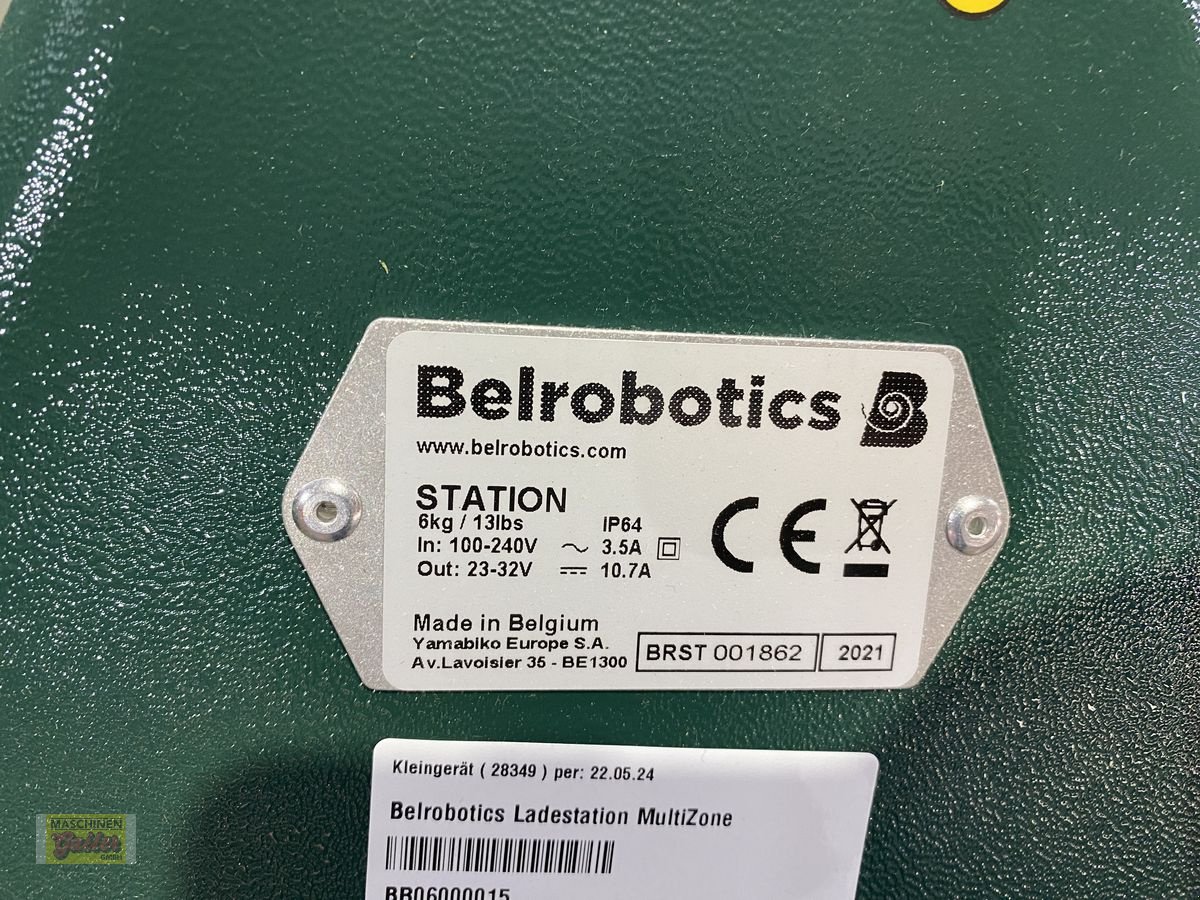 Belrobotics B
www.belrobotics.com
STATION
6kg / 13lbs IP64
In: 100-240V ~ 3.5A
Out: 23-32V ⎓ 10.7A
CE
Made in Belgium
Yamabiko Europe S.A.
Av.Lavoisier 35 - BE1300
BRST 001862 2021
Kleingerät ( 28349 ) per: 22.05.24
Belrobotics Ladestation MultiZone
BB06000015
MASCHINEN
GMBH